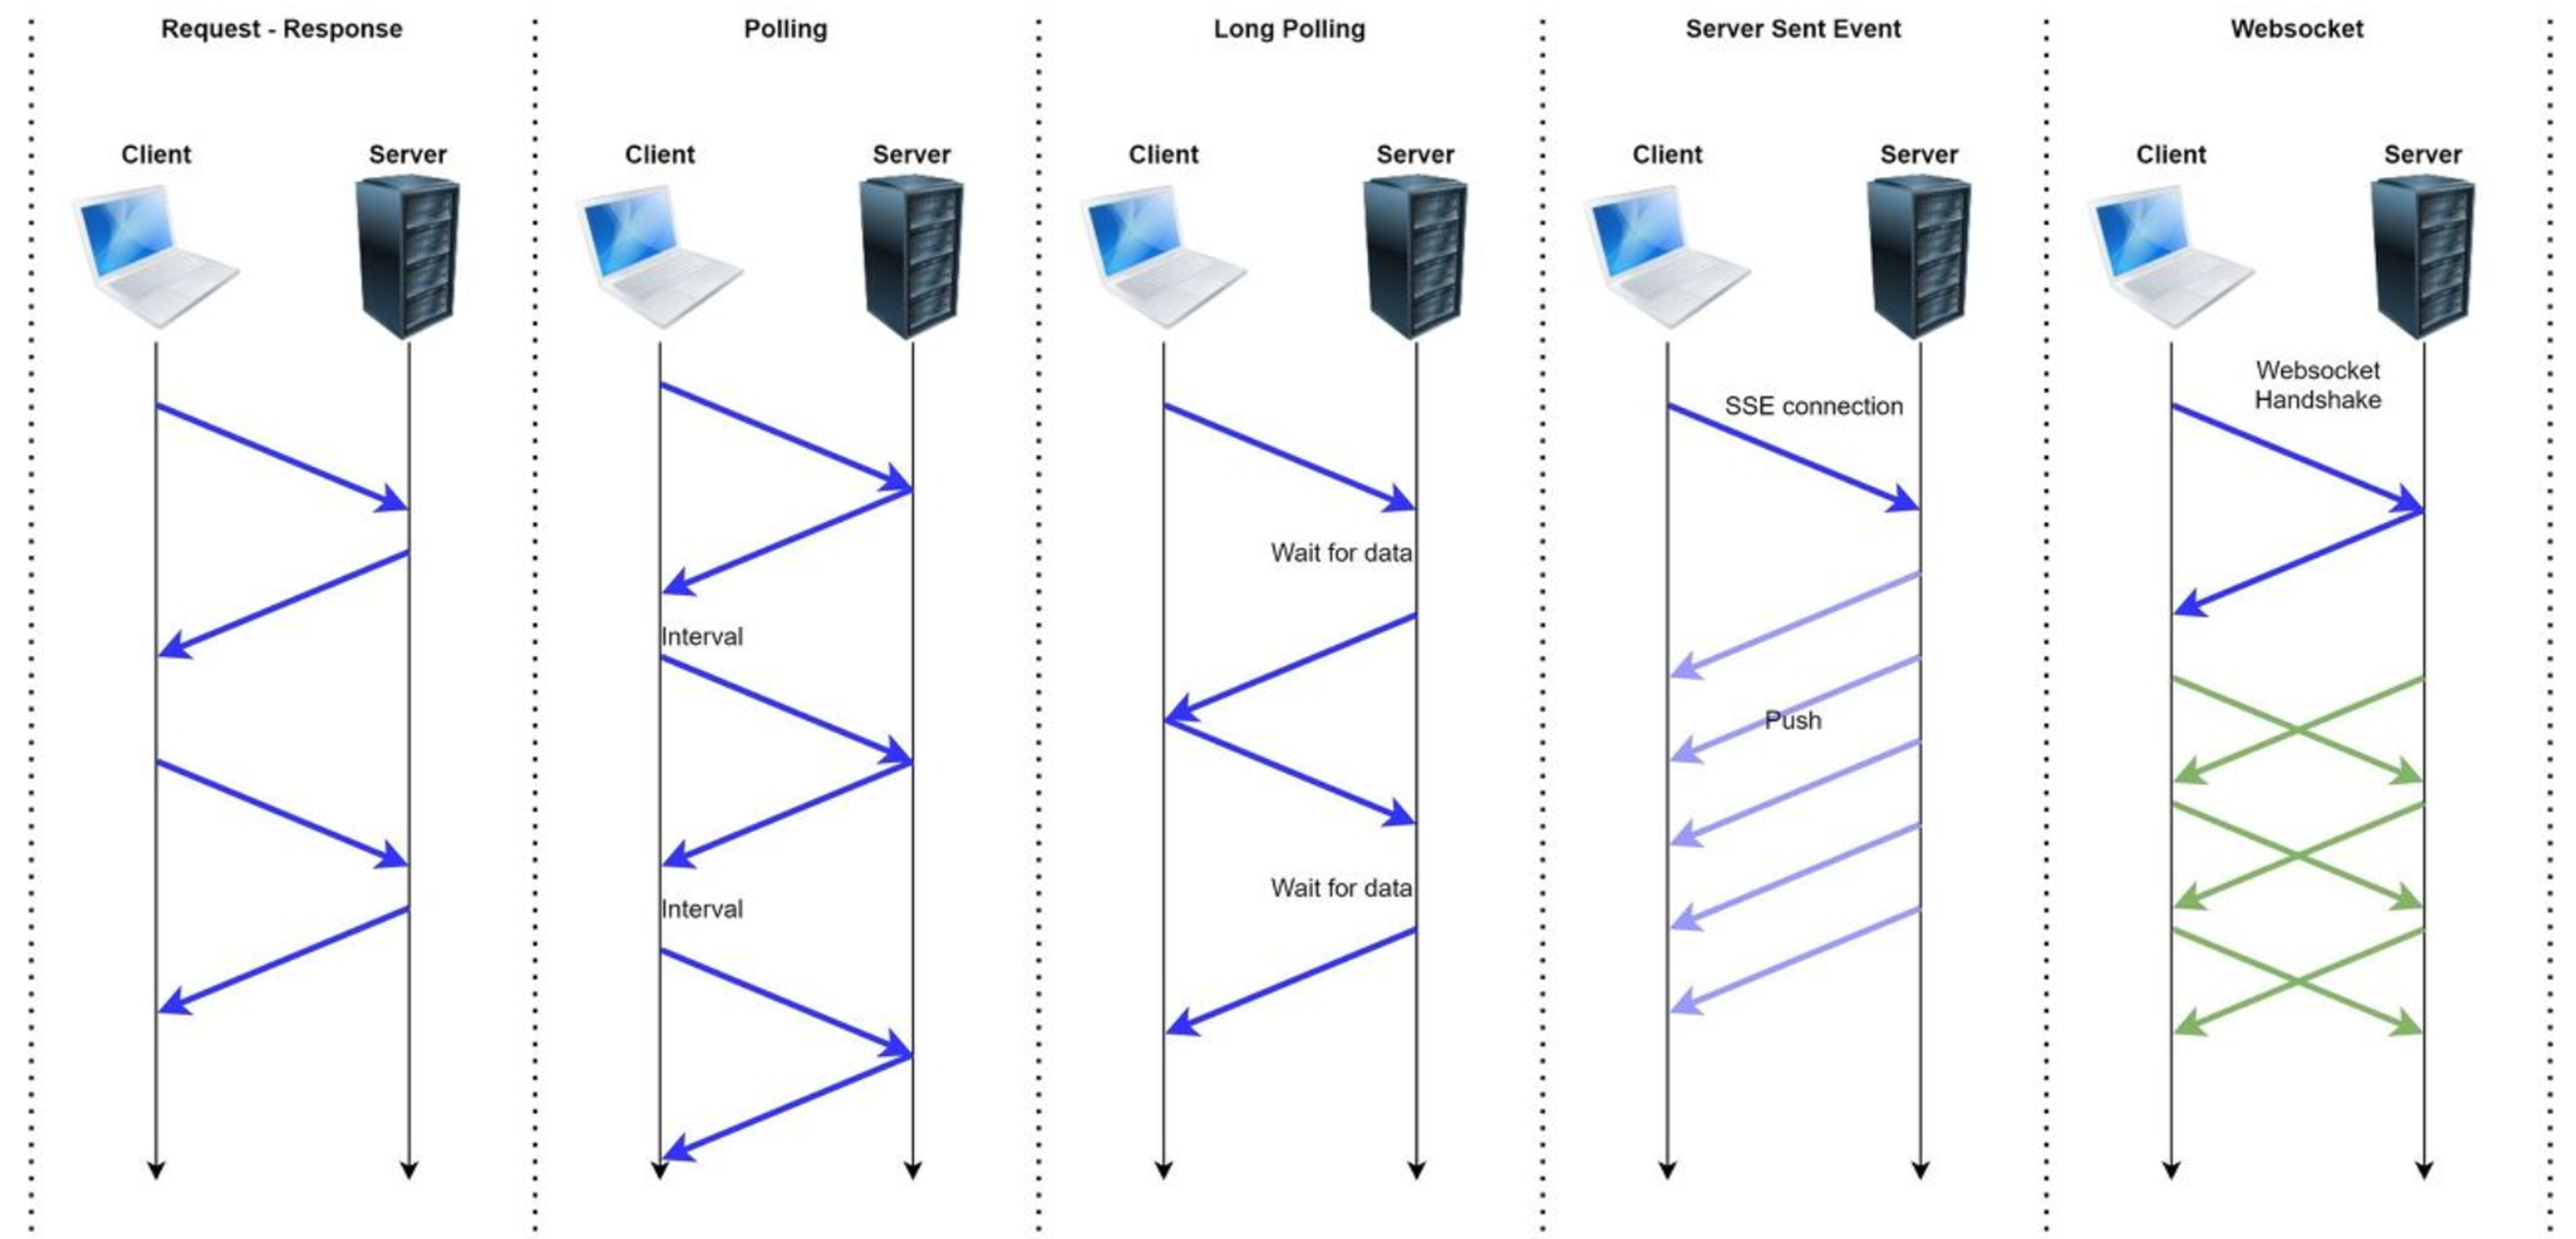 Request - Response
Polling
Long Polling
Server Sent Event
Websocket
Client
Server
Client
Server
Client
Server
Client
Server
Client
Server
Interval
Interval
Wait for data
Wait for data
SSE connection
Push
Websocket
Handshake